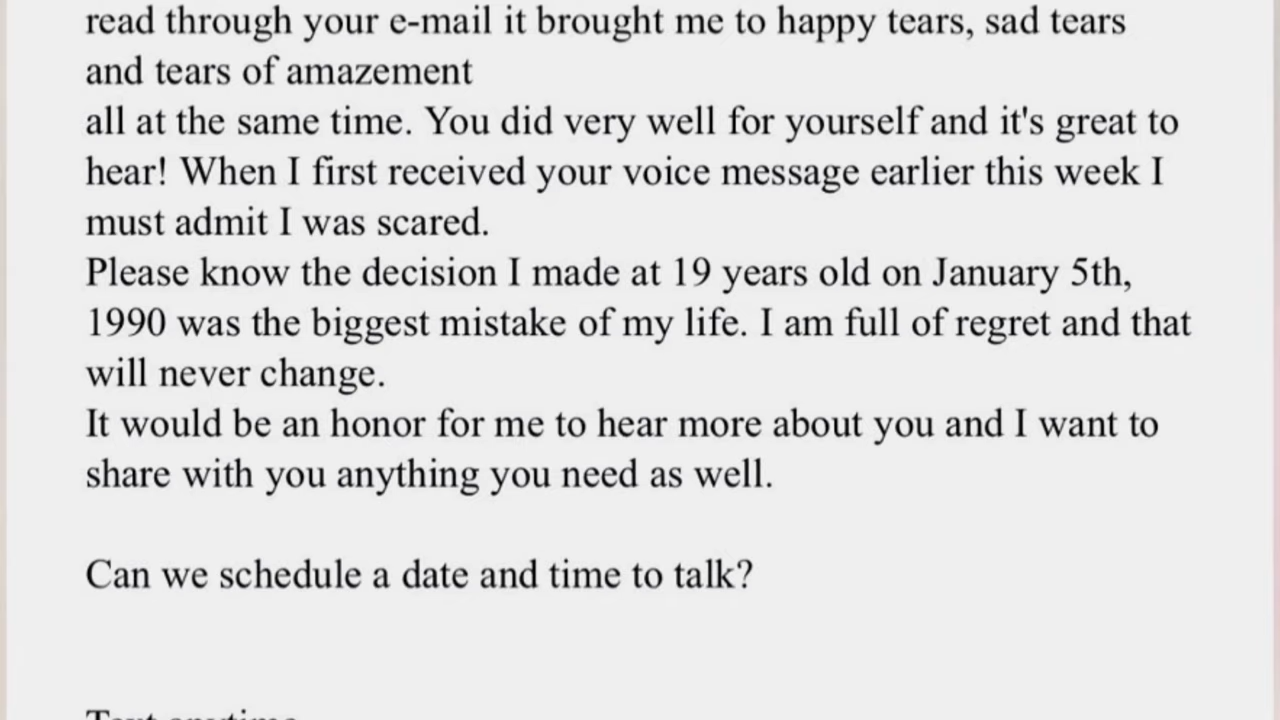 read through your e-mail it brought me to happy tears, sad tears
and tears of amazement
all at the same time. You did very well for yourself and it's great to
hear! When I first received your voice message earlier this week I
must admit I was scared.
Please know the decision I made at 19 years old on January 5th,
1990 was the biggest mistake of my life. I am full of regret and that
will never change.
It would be an honor for me to hear more about you and I want to
share with you anything you need as well.
Can we schedule a date and time to talk?
Text anytime